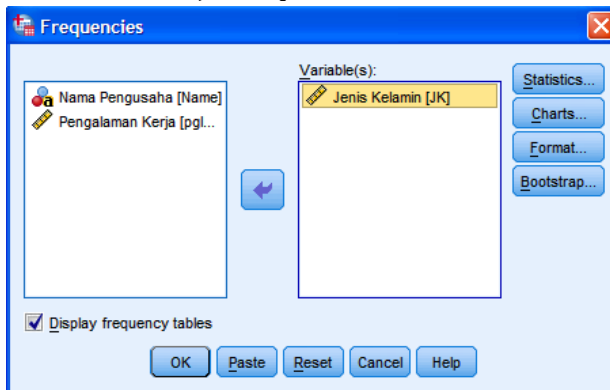 Frequencies
Variable(s):
Nama Pengusaha [Name]
Pengalaman Kerja [pgl...
Jenis Kelamin [JK]
Statistics...
Charts...
Format...
Bootstrap...
Display frequency tables
OK
Paste
Reset
Cancel
Help